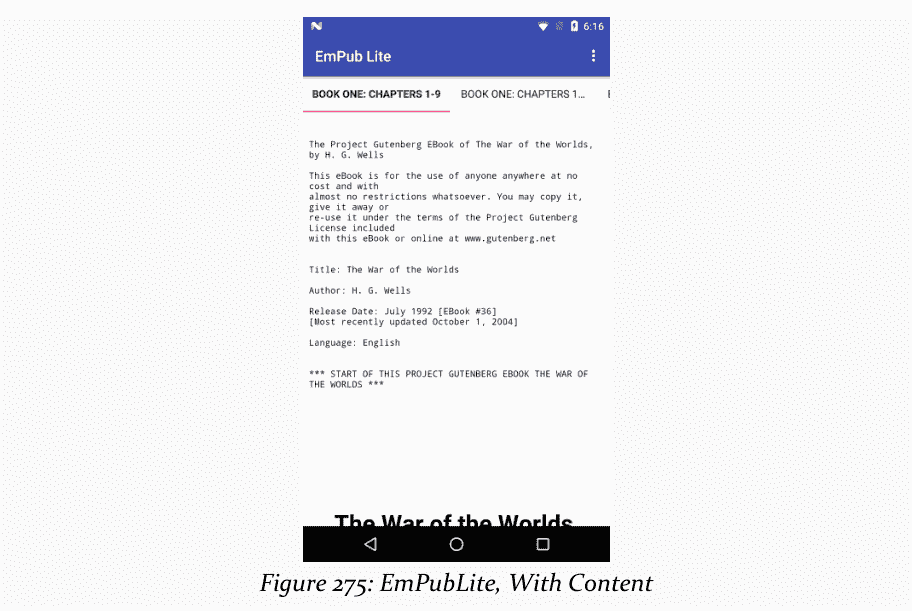 6:16
EmPub Lite
BOOK ONE: CHAPTERS 1-9 BOOK ONE: CHAPTERS 1...
The Project Gutenberg EBook of The War of the Worlds,
by H. G. Wells
This eBook is for the use of anyone anywhere at no
cost and with
almost no restrictions whatsoever. You may copy it,
give it away or
re-use it under the terms of the Project Gutenberg
License included
with this eBook or online at www.gutenberg.net
Title: The War of the Worlds
Author: H. G. Wells
Release Date: July 1992 [EBook #36]
[Most recently updated October 1, 2004]
Language: English
*** START OF THIS PROJECT GUTENBERG EBOOK THE WAR OF
THE WORLDS ***
The War of the Worlds
Figure 275: EmPubLite, With Content